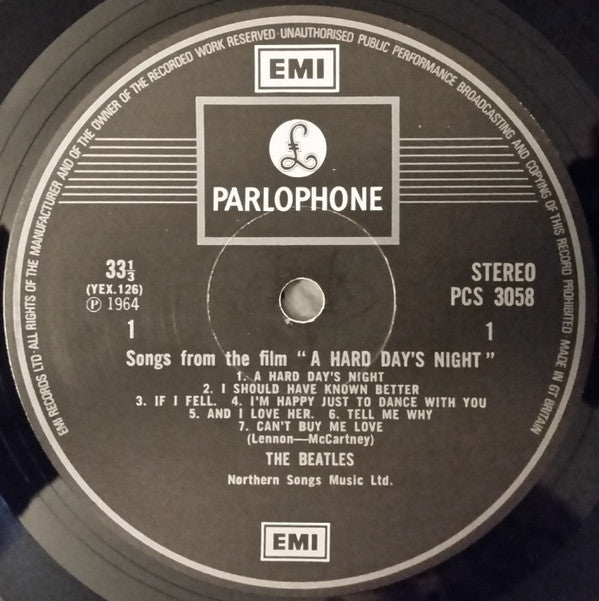 EMI RECORDS LTD · ALL RIGHTS OF THE MANUFACTURER AND OF THE OWNER OF THE RECORDED WORK RESERVED · UNAUTHORISED PUBLIC PERFORMANCE BROADCASTING AND COPYING OF THIS RECORD PROHIBITED · MADE IN GT BRITAIN
EMI
£
PARLOPHONE
33⅓
(YEX.126)
Ⓟ 1964
1
STEREO
PCS 3058
1
Songs from the film "A HARD DAY'S NIGHT"
1. A HARD DAY'S NIGHT
2. I SHOULD HAVE KNOWN BETTER
3. IF I FELL. 4. I'M HAPPY JUST TO DANCE WITH YOU
5. AND I LOVE HER. 6. TELL ME WHY
7. CAN'T BUY ME LOVE
(Lennon—McCartney)
THE BEATLES
Northern Songs Music Ltd.
EMI